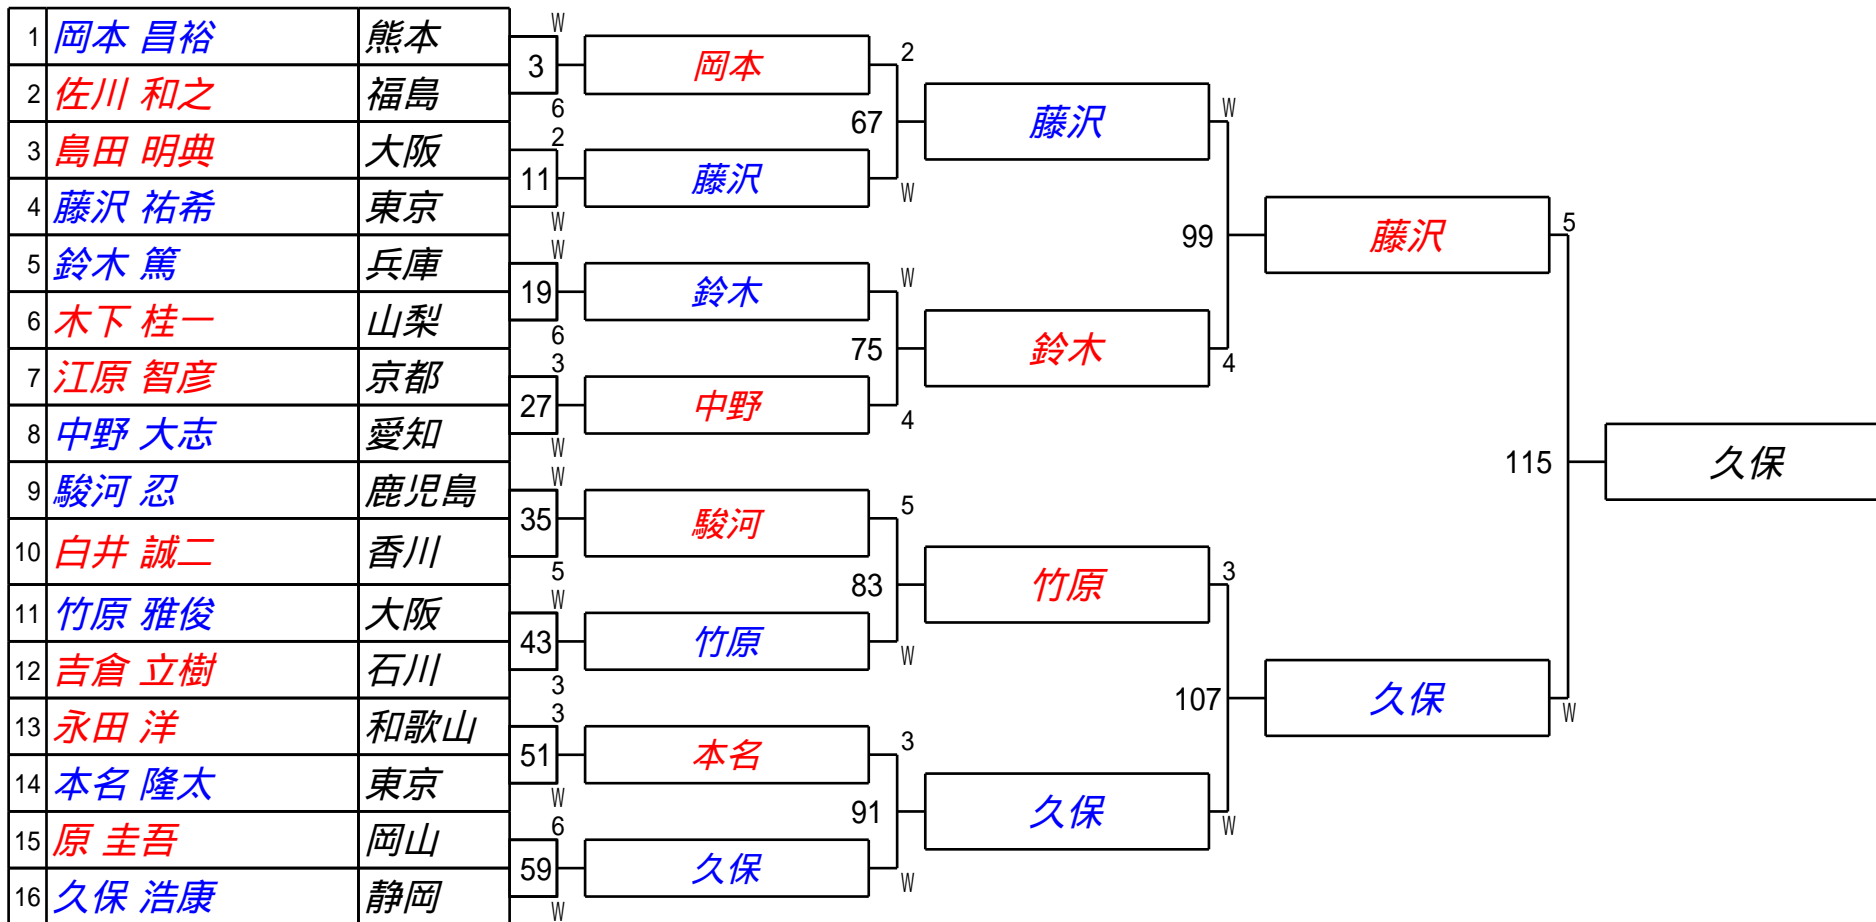 1 岡本 昌裕 熊本
2 佐川 和之 福島
3 島田 明典 大阪
4 藤沢 祐希 東京
5 鈴木 篤 兵庫
6 木下 桂一 山梨
7 江原 智彦 京都
8 中野 大志 愛知
9 駿河 忍 鹿児島
10 白井 誠二 香川
11 竹原 雅俊 大阪
12 吉倉 立樹 石川
13 永田 洋 和歌山
14 本名 隆太 東京
15 原 圭吾 岡山
16 久保 浩康 静岡
W
3
6
2
11
W
W
19
6
3
27
W
W
35
5
W
43
3
3
51
W
6
59
W
岡本 2
67
藤沢 W
鈴木 W
75
中野 4
駿河 5
83
竹原 W
本名 3
91
久保 W
藤沢 W
99
鈴木 4
竹原 3
107
久保 W
藤沢 5
115
久保 W
久保